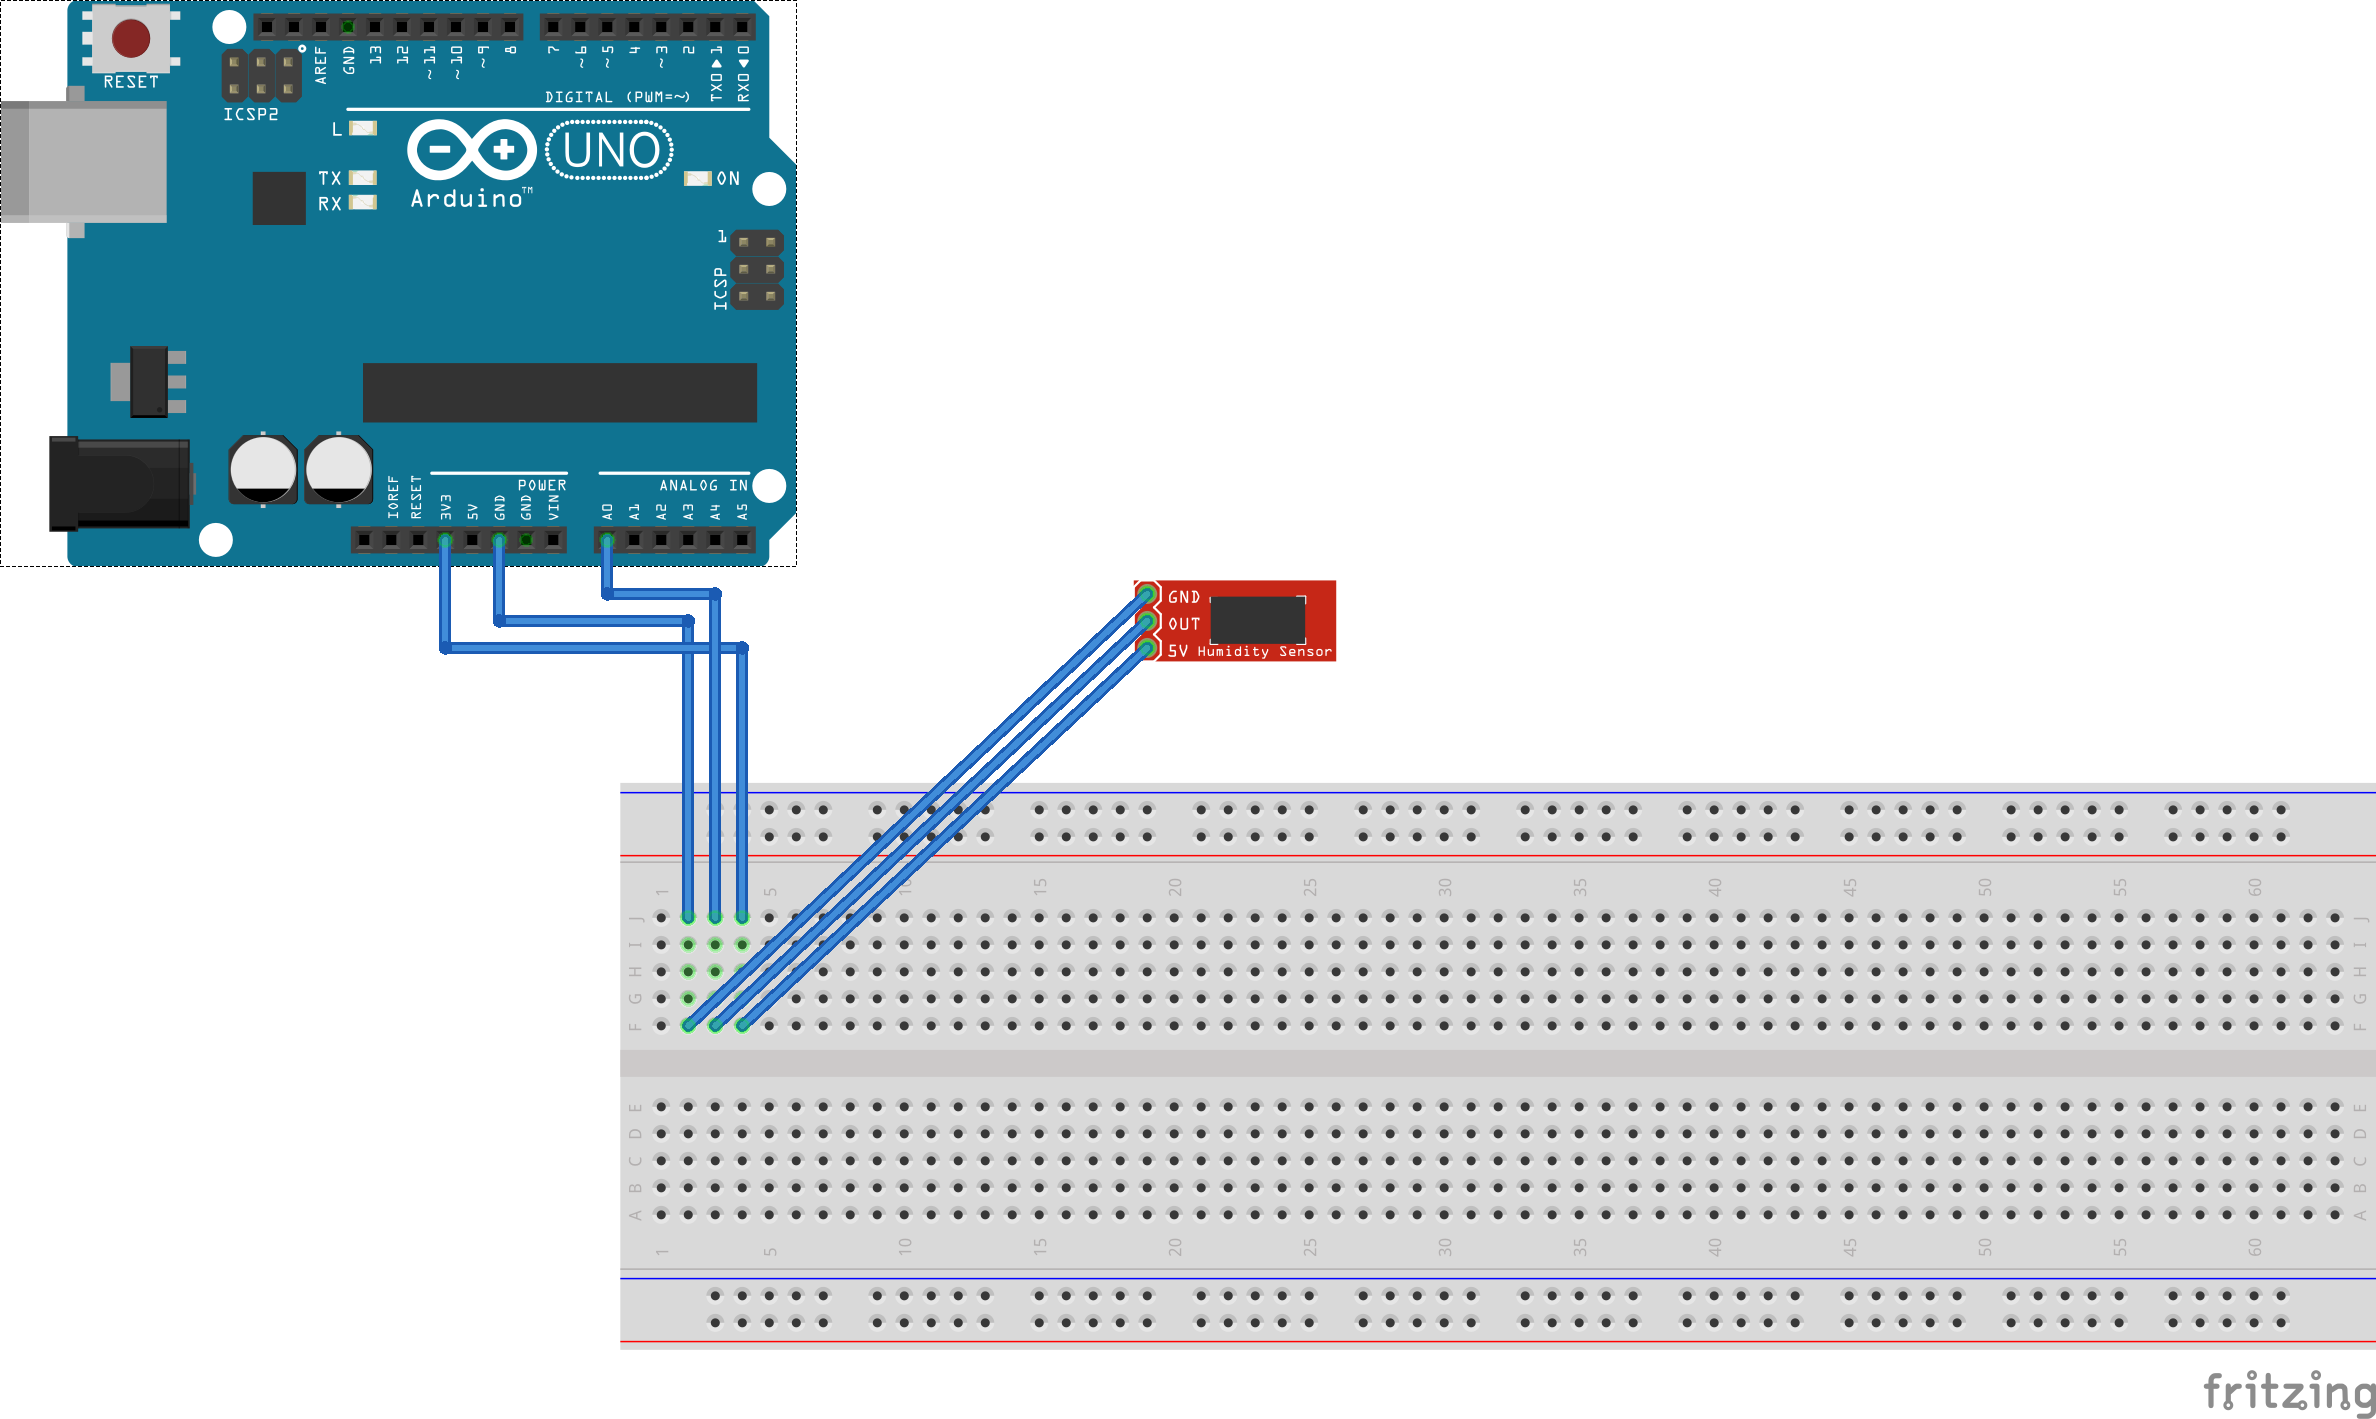 RESET
ICSP2
AREF
GND
13
12
~11
~10
~9
8
7
~6
~5
4
~3
2
TX0▶1
RX0◀0
DIGITAL (PWM=~)
L
TX
RX
UNO
Arduino™
ON
1
ICSP
POWER
ANALOG IN
IOREF
RESET
3V3
5V
GND
GND
VIN
A0
A1
A2
A3
A4
A5
GND
OUT
5V Humidity Sensor
1 5 10 15 20 25 30 35 40 45 50 55 60
J J
I I
H H
G G
F F
E E
D D
C C
B B
A A
1 5 10 15 20 25 30 35 40 45 50 55 60
fritzing